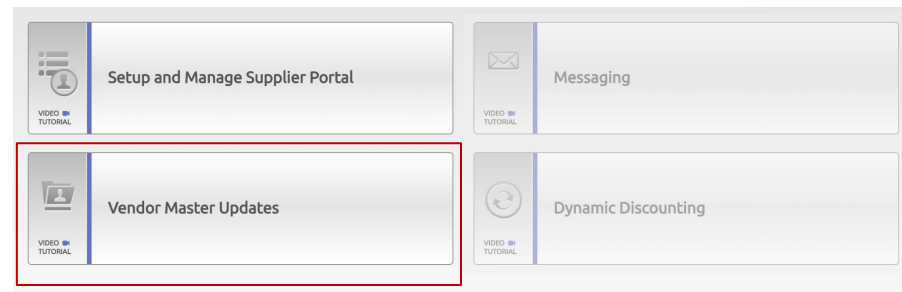 Setup and Manage Supplier Portal
VIDEO
TUTORIAL
Messaging
VIDEO
TUTORIAL
Vendor Master Updates
VIDEO
TUTORIAL
Dynamic Discounting
VIDEO
TUTORIAL